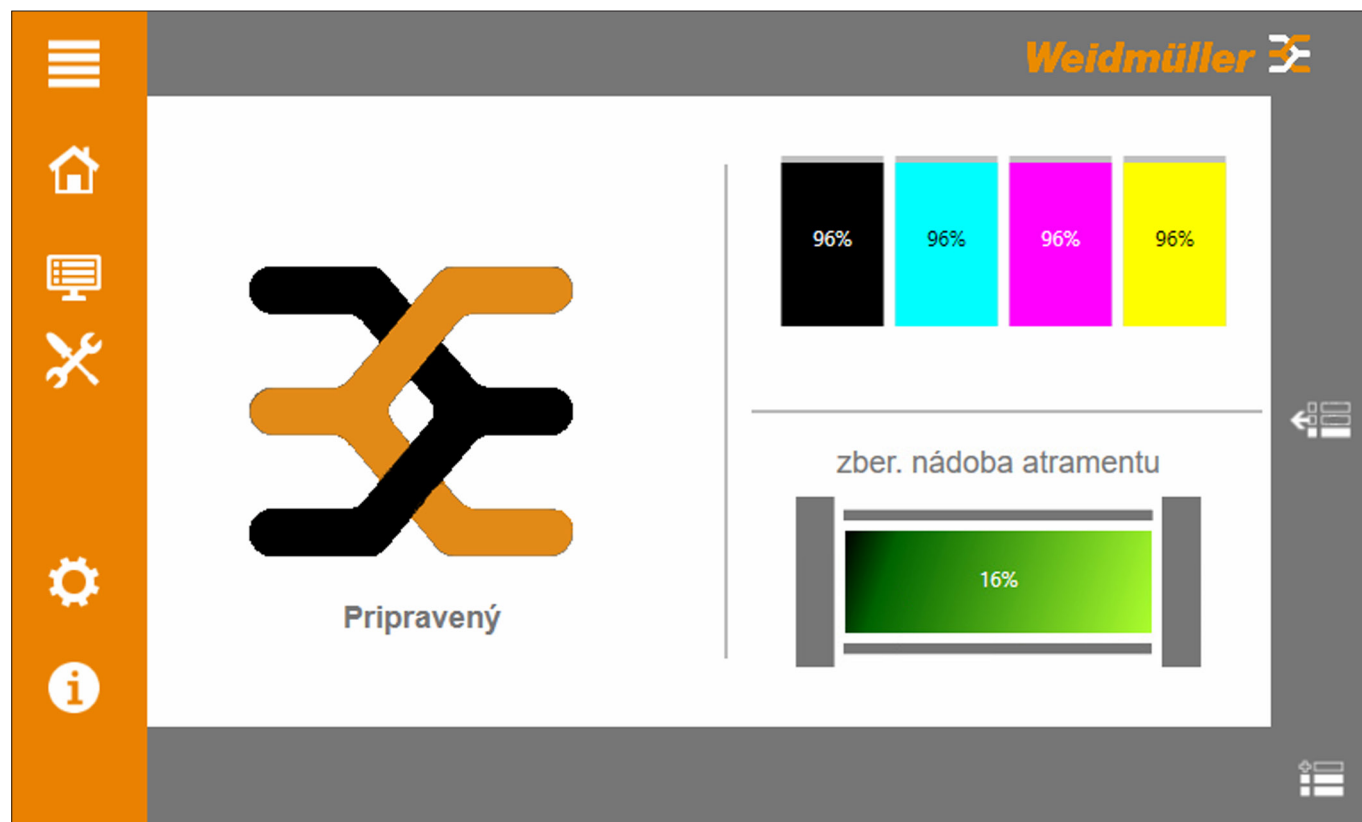 Weidmüller
96% 96% 96% 96%
zber. nádoba atramentu
16%
Pripravený